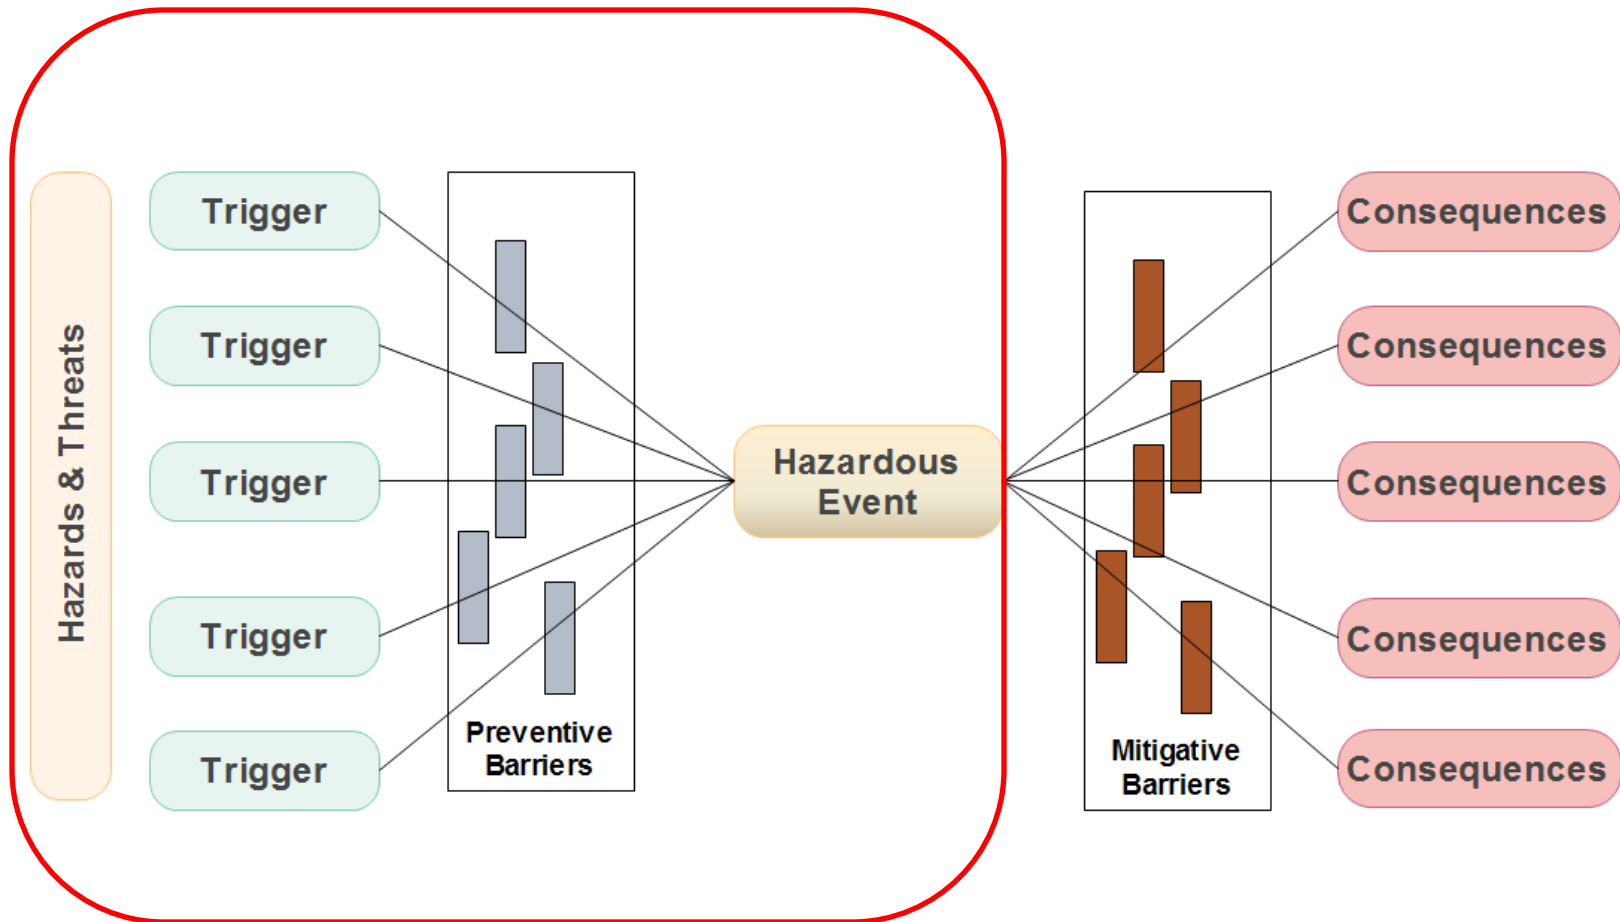 Hazards & Threats
Trigger
Trigger
Trigger
Trigger
Trigger
Preventive
Barriers
Hazardous
Event
Mitigative
Barriers
Consequences
Consequences
Consequences
Consequences
Consequences